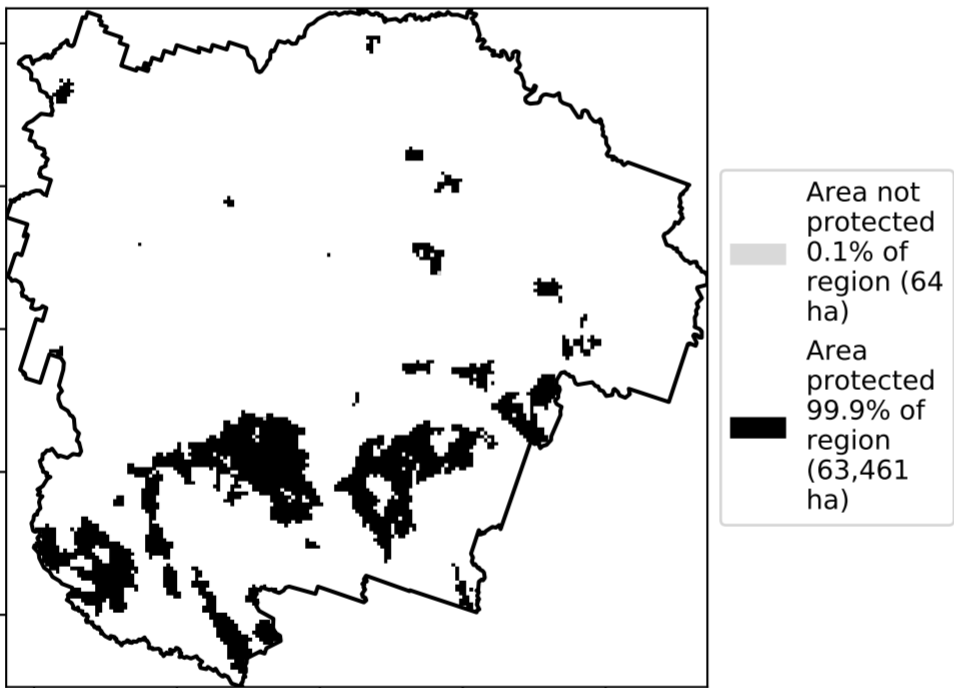 Area not
protected
0.1% of
region (64
ha)
Area
protected
99.9% of
region
(63,461
ha)